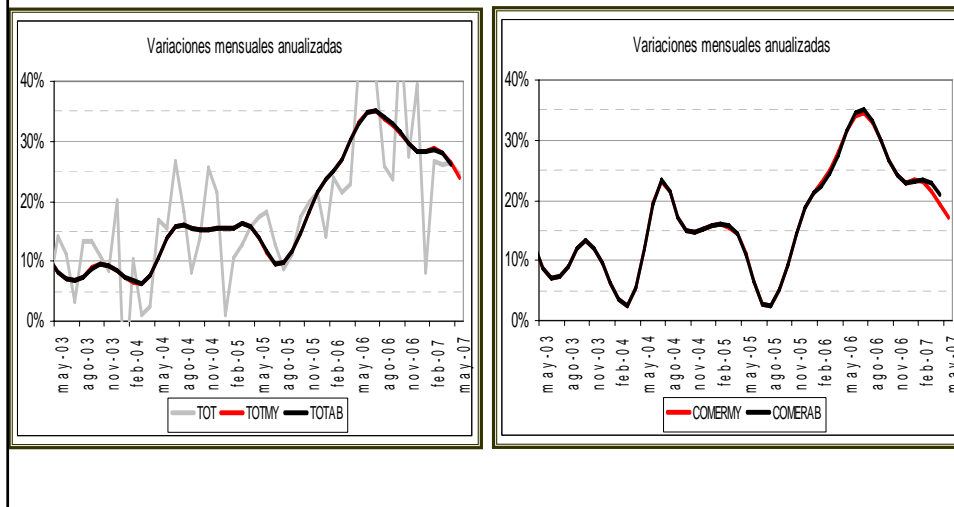 Variaciones mensuales anualizadas
40%
30%
20%
10%
0%
may-03
ago-03
nov-03
feb-04
may-04
ago-04
nov-04
feb-05
may-05
ago-05
nov-05
feb-06
may-06
ago-06
nov-06
feb-07
may-07
TOT TOTMY TOTAB
Variaciones mensuales anualizadas
40%
30%
20%
10%
0%
may-03
ago-03
nov-03
feb-04
may-04
ago-04
nov-04
feb-05
may-05
ago-05
nov-05
feb-06
may-06
ago-06
nov-06
feb-07
may-07
COMERMY COMERAB